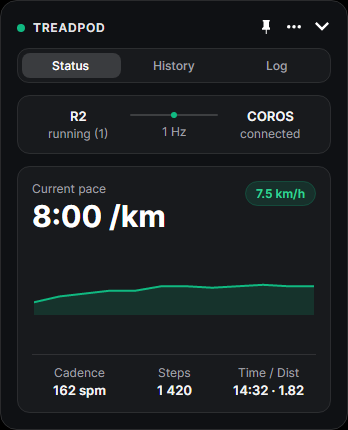 TREADPOD
Status History Log
R2 COROS
running (1) 1 Hz connected
Current pace 7.5 km/h
8:00 /km
Cadence Steps Time / Dist
162 spm 1 420 14:32 · 1.82